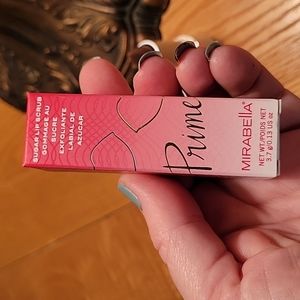 SUGAR LIP SCRUB
GOMMAGE AU
SUCRE
EXFOLIANTE
LABIAL DE
AZÚCAR
Prime
MIRABELLA
NET WT/POIDS NET
3.7 g/0.13 US oz